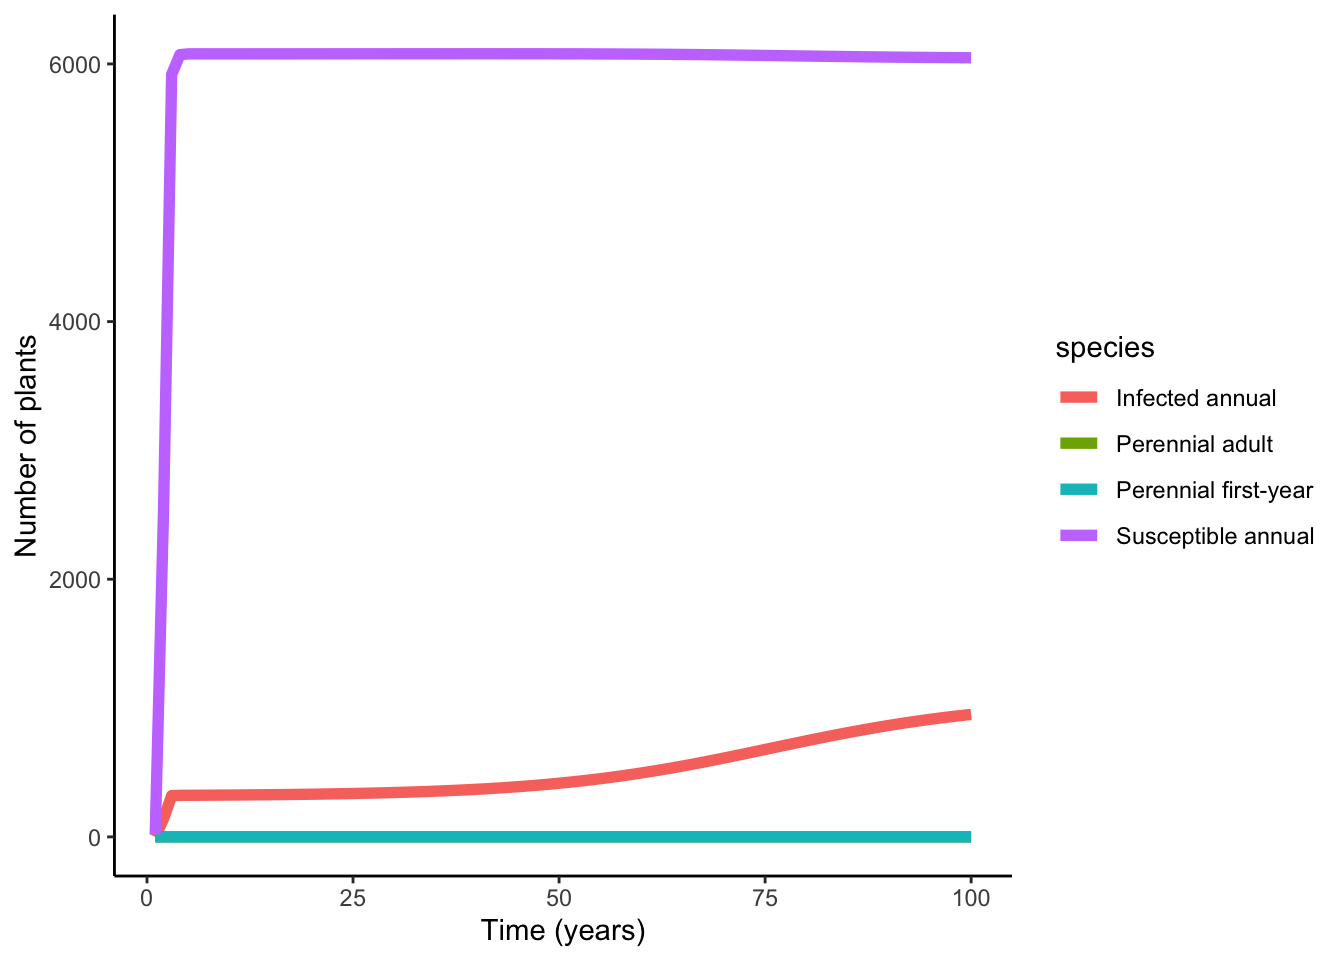 6000
4000
2000
0
Number of plants
0 25 50 75 100
Time (years)
species
Infected annual
Perennial adult
Perennial first-year
Susceptible annual